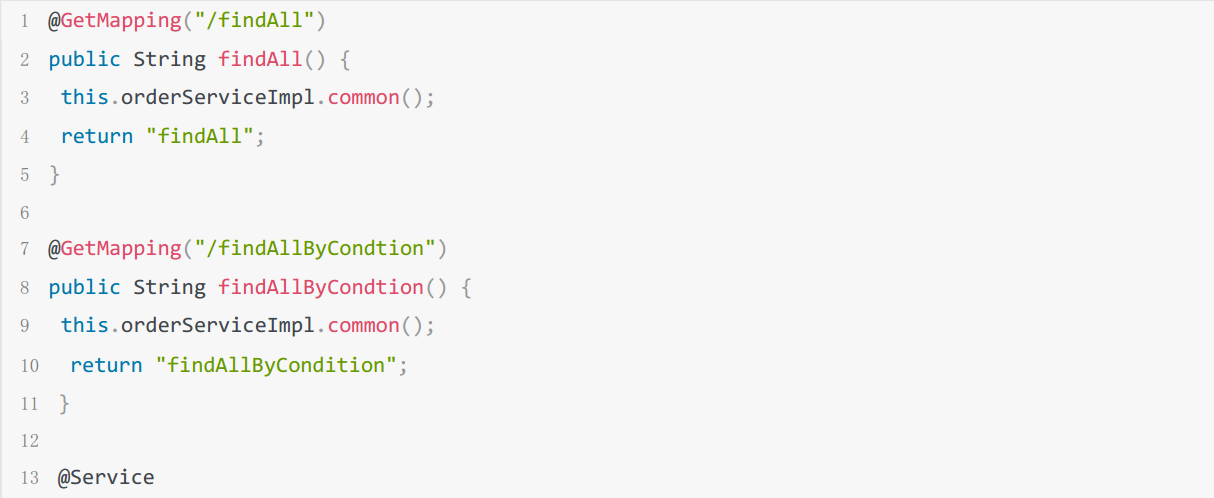 1 @GetMapping("/findAll")
2 public String findAll() {
3 this.orderServiceImpl.common();
4 return "findAll";
5 }
6
7 @GetMapping("/findAllByCondtion")
8 public String findAllByCondtion() {
9 this.orderServiceImpl.common();
10 return "findAllByCondition";
11 }
12
13 @Service